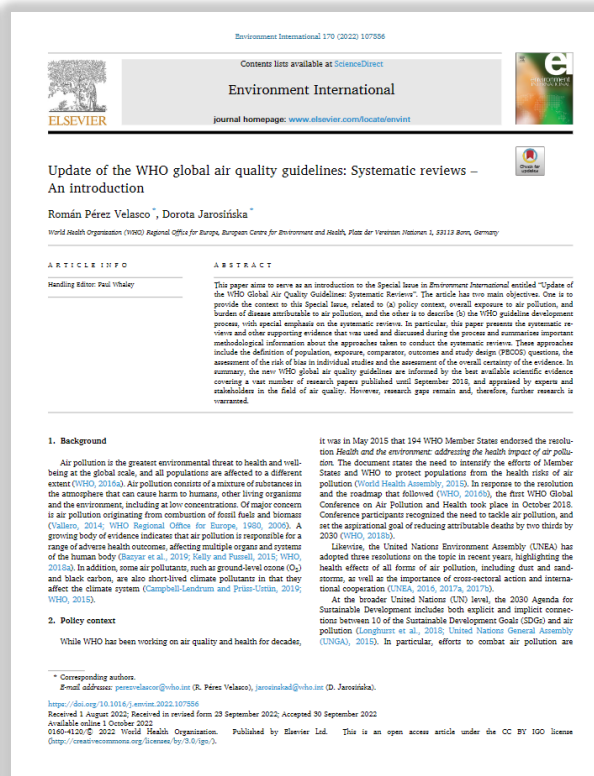 Environment International 170 (2022) 107556
Contents lists available at ScienceDirect
Environment International
journal homepage: www.elsevier.com/locate/envint
ELSEVIER
Check for
updates
Update of the WHO global air quality guidelines: Systematic reviews –
An introduction
Román Pérez Velasco *, Dorota Jarosińska *
World Health Organization (WHO) Regional Office for Europe, European Centre for Environment and Health, Platz der Vereinten Nationen 1, 53113 Bonn, Germany
ARTICLE INFO
Handling Editor: Paul Whaley
ABSTRACT
This paper aims to serve as an introduction to the Special Issue in Environment International entitled “Update of
the WHO Global Air Quality Guidelines: Systematic Reviews”. The article has two main objectives. One is to
provide the context to this Special Issue, related to (a) policy context, overall exposure to air pollution, and
burden of disease attributable to air pollution, and the other is to describe (b) the WHO guideline development
process, with special emphasis on the systematic reviews. In particular, this paper presents the systematic re-
views and other supporting evidence that was used and discussed during the process and summarizes important
methodological information about the approaches taken to conduct the systematic reviews. These approaches
include the definition of population, exposure, comparator, outcomes and study design (PECOS) questions, the
assessment of the risk of bias in individual studies and the assessment of the overall certainty of the evidence. In
summary, the new WHO global air quality guidelines are informed by the best available scientific evidence
covering a vast number of research papers published until September 2018, and appraised by experts and
stakeholders in the field of air quality. However, research gaps remain and, therefore, further research is
warranted.
1. Background
Air pollution is the greatest environmental threat to health and well-
being at the global scale, and all populations are affected to a different
extent (WHO, 2016a). Air pollution consists of a mixture of substances in
the atmosphere that can cause harm to humans, other living organisms
and the environment, including at low concentrations. Of major concern
is air pollution originating from combustion of fossil fuels and biomass
(Vallero, 2014; WHO Regional Office for Europe, 1980, 2006). A
growing body of evidence indicates that air pollution is responsible for a
range of adverse health outcomes, affecting multiple organs and systems
of the human body (Bazyar et al., 2019; Kelly and Fussell, 2015; WHO,
2018a). In addition, some air pollutants, such as ground-level ozone (O3)
and black carbon, are also short-lived climate pollutants in that they
affect the climate system (Campbell-Lendrum and Prüss-Ustün, 2019;
WHO, 2015).
2. Policy context
While WHO has been working on air quality and health for decades,
it was in May 2015 that 194 WHO Member States endorsed the resolu-
tion Health and the environment: addressing the health impact of air pollu-
tion. The document states the need to intensify the efforts of Member
States and WHO to protect populations from the health risks of air
pollution (World Health Assembly, 2015). In response to the resolution
and the roadmap that followed (WHO, 2016b), the first WHO Global
Conference on Air Pollution and Health took place in October 2018.
Conference participants recognized the need to tackle air pollution, and
set the aspirational goal of reducing attributable deaths by two thirds by
2030 (WHO, 2018b).
Likewise, the United Nations Environment Assembly (UNEA) has
adopted three resolutions on the topic in recent years, highlighting the
health effects of all forms of air pollution, including dust and sand-
storms, as well as the importance of cross-sectoral action and interna-
tional cooperation (UNEA, 2016, 2017a, 2017b).
At the broader United Nations (UN) level, the 2030 Agenda for
Sustainable Development includes both explicit and implicit connec-
tions between 10 of the Sustainable Development Goals (SDGs) and air
pollution (Longhurst et al., 2018; United Nations General Assembly
(UNGA), 2015). In particular, efforts to combat air pollution are
* Corresponding authors.
E-mail addresses: perezvelascor@who.int (R. Pérez Velasco), jarosinskad@who.int (D. Jarosińska).
https://doi.org/10.1016/j.envint.2022.107556
Received 1 August 2022; Received in revised form 23 September 2022; Accepted 30 September 2022
Available online 1 October 2022
0160-4120/© 2022 World Health Organization. Published by Elsevier Ltd. This is an open access article under the CC BY IGO license
(http://creativecommons.org/licenses/by/3.0/igo/).